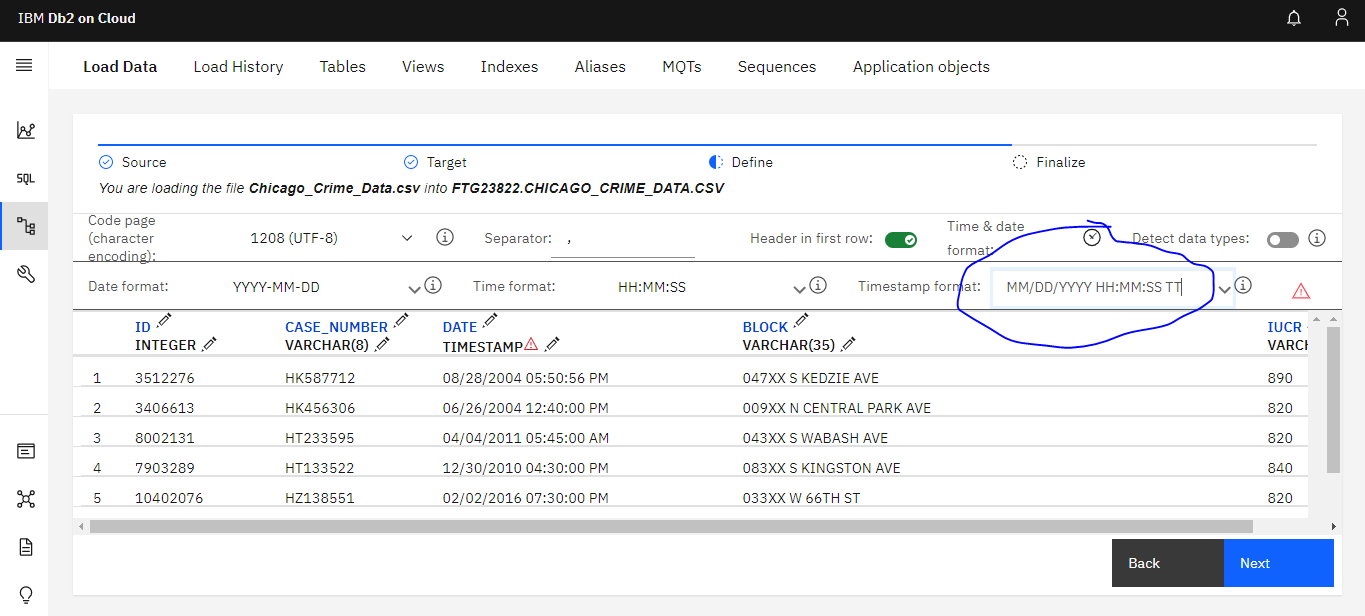 IBM Db2 on Cloud
Load Data Load History Tables Views Indexes Aliases MQTs Sequences Application objects
SQL
Source Target Define Finalize
You are loading the file Chicago_Crime_Data.csv into FTG23822.CHICAGO_CRIME_DATA.CSV
Code page
(character
encoding):
1208 (UTF-8)
Separator: ,
Header in first row:
Time & date
format:
Detect data types:
Date format: YYYY-MM-DD Time format: HH:MM:SS Timestamp format: MM/DD/YYYY HH:MM:SS TT
ID CASE_NUMBER DATE BLOCK IUCR
INTEGER VARCHAR(8) TIMESTAMP VARCHAR(35) VARCH
1 3512276 HK587712 08/28/2004 05:50:56 PM 047XX S KEDZIE AVE 890
2 3406613 HK456306 06/26/2004 12:40:00 PM 009XX N CENTRAL PARK AVE 820
3 8002131 HT233595 04/04/2011 05:45:00 AM 043XX S WABASH AVE 820
4 7903289 HT133522 12/30/2010 04:30:00 PM 083XX S KINGSTON AVE 840
5 10402076 HZ138551 02/02/2016 07:30:00 PM 033XX W 66TH ST 820
Back Next